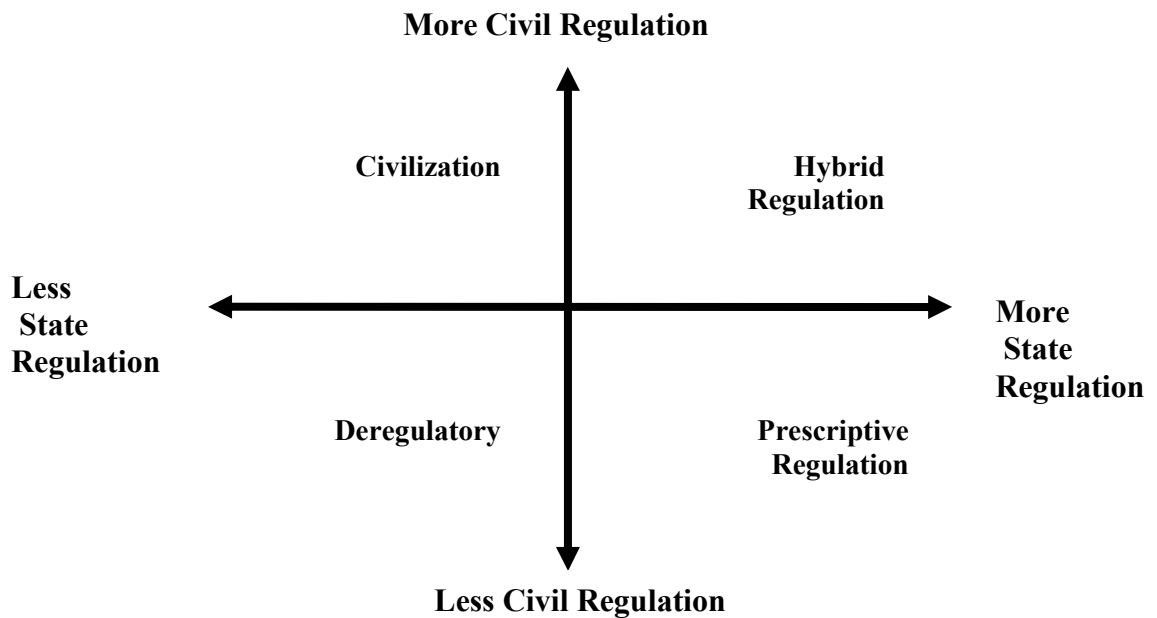 More Civil Regulation
Civilization
Hybrid
Regulation
Less
State
Regulation
More
State
Regulation
Deregulatory
Prescriptive
Regulation
Less Civil Regulation